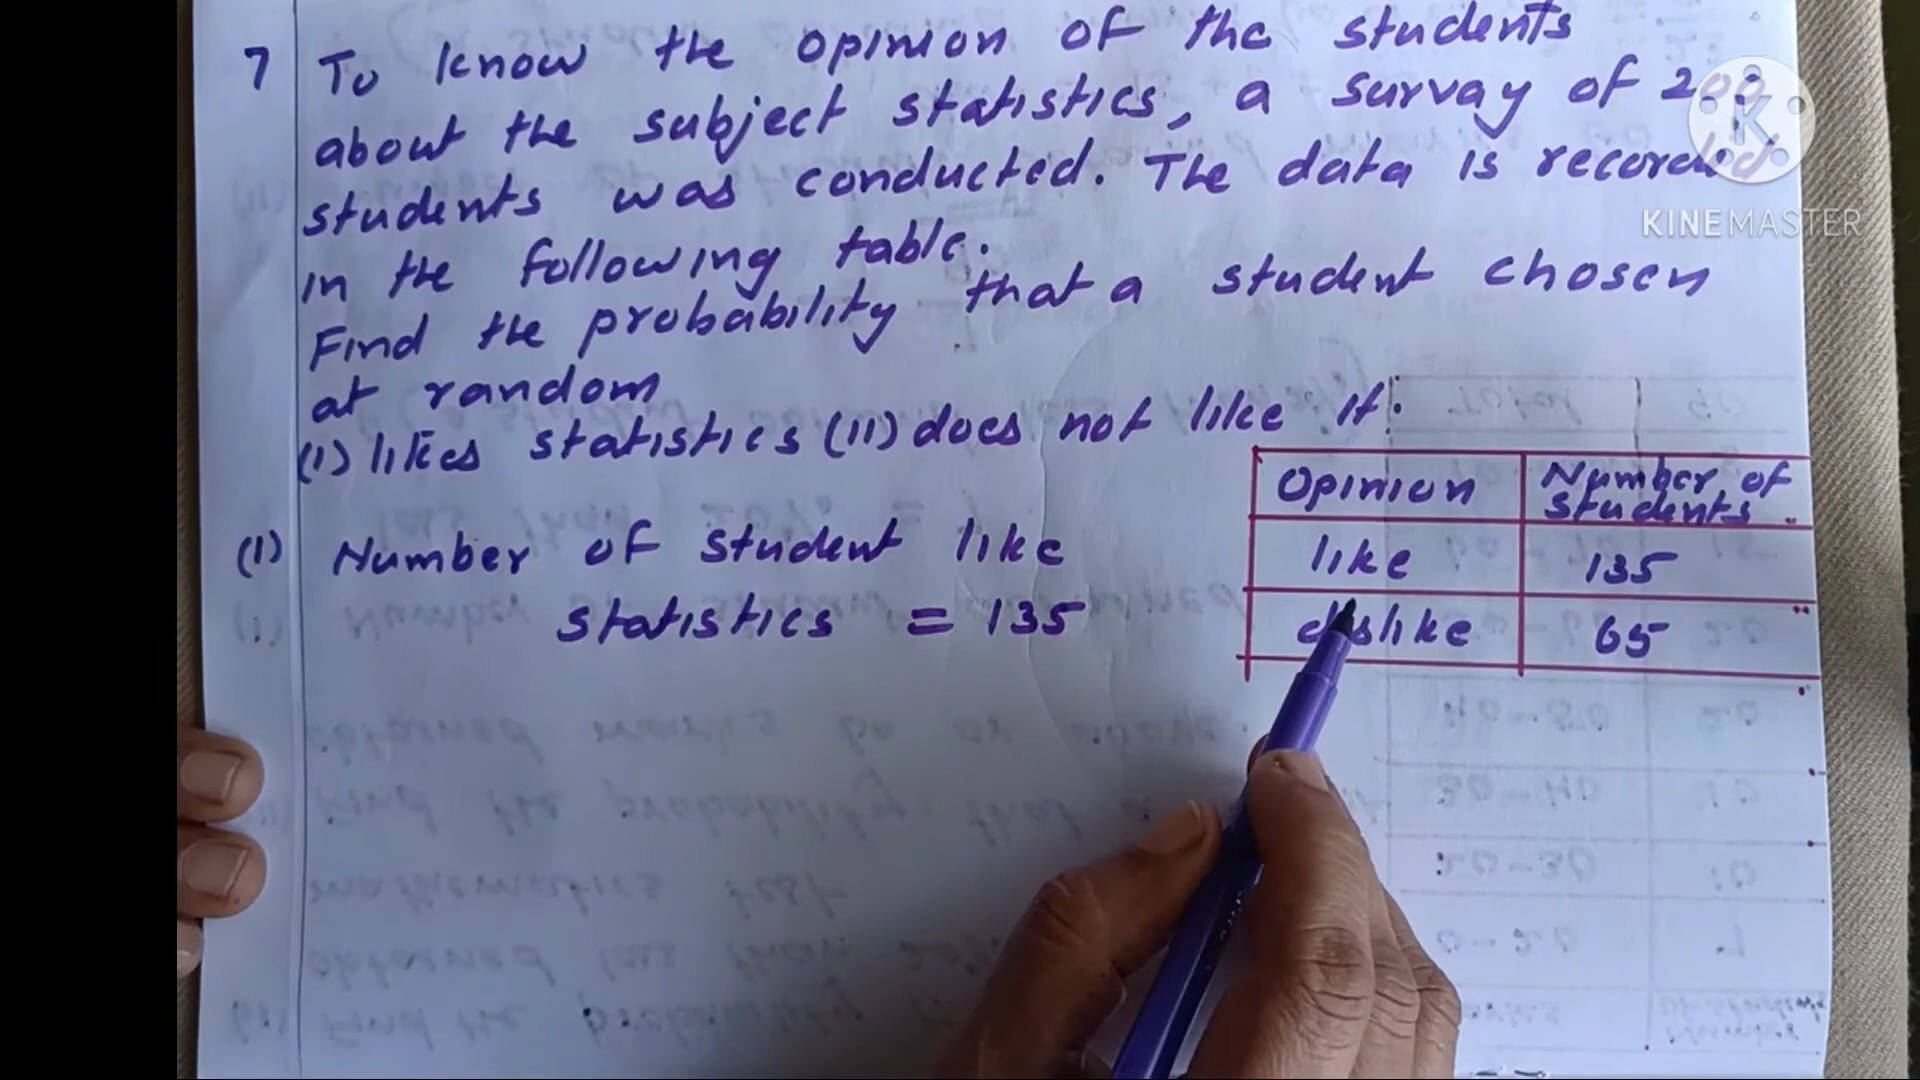 7 To know the opinion of the students
about the subject statistics, a survay of 200
students was conducted. The data is recorded
in the following table.
Find the probability that a student chosen
at random
(I) likes statistics (II) does not like it.
Opinion Number of students
like 135
dislike 65
(I) Number of student like
statistics = 135
KINEMASTER